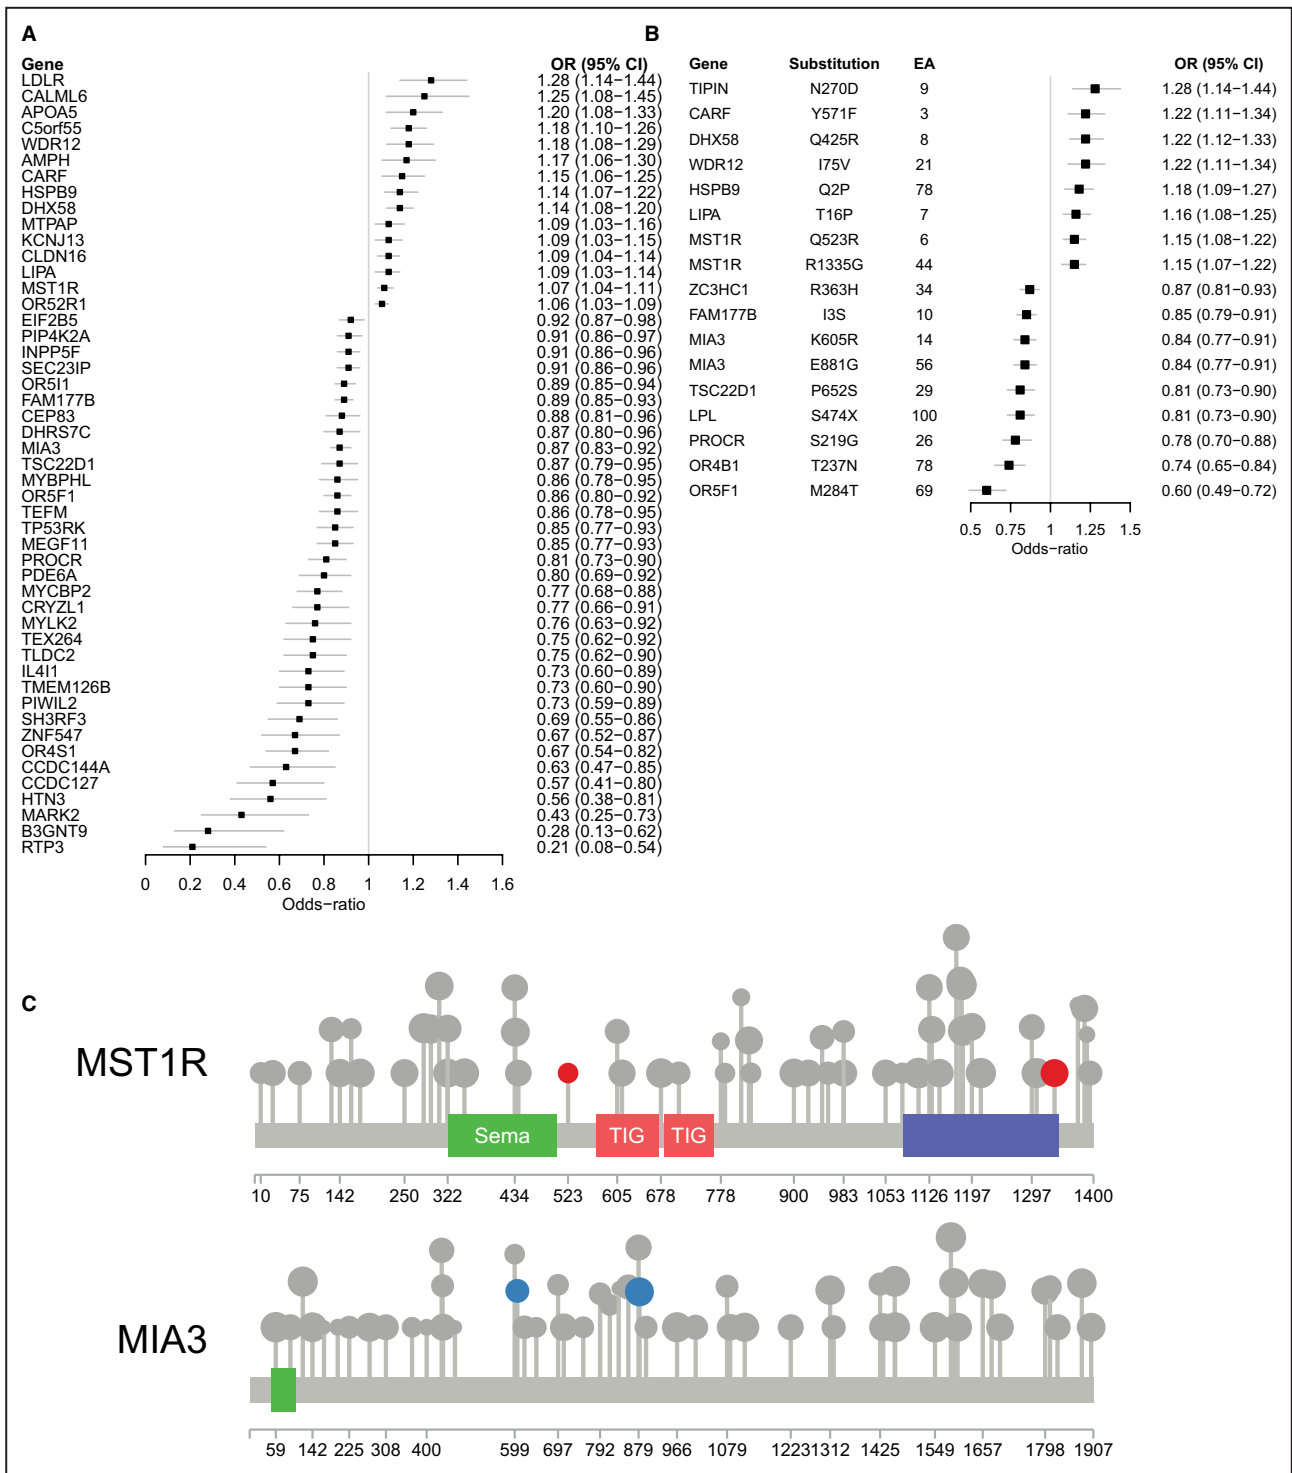 A
Gene OR (95% CI)
LDLR 1.28 (1.14−1.44)
CALML6 1.25 (1.08−1.45)
APOA5 1.20 (1.08−1.33)
C5orf55 1.18 (1.10−1.26)
WDR12 1.18 (1.08−1.29)
AMPH 1.17 (1.06−1.30)
CARF 1.15 (1.06−1.25)
HSPB9 1.14 (1.07−1.22)
DHX58 1.14 (1.08−1.20)
MTPAP 1.09 (1.03−1.16)
KCNJ13 1.09 (1.03−1.15)
CLDN16 1.09 (1.04−1.14)
LIPA 1.09 (1.03−1.14)
MST1R 1.07 (1.04−1.11)
OR52R1 1.06 (1.03−1.09)
EIF2B5 0.92 (0.87−0.98)
PIP4K2A 0.91 (0.86−0.97)
INPP5F 0.91 (0.86−0.96)
SEC23IP 0.91 (0.86−0.96)
OR5I1 0.89 (0.85−0.94)
FAM177B 0.89 (0.85−0.93)
CEP83 0.88 (0.81−0.96)
DHRS7C 0.87 (0.80−0.96)
MIA3 0.87 (0.83−0.92)
TSC22D1 0.87 (0.79−0.95)
MYBPHL 0.86 (0.78−0.95)
OR5F1 0.86 (0.80−0.92)
TEFM 0.86 (0.78−0.95)
TP53RK 0.85 (0.77−0.93)
MEGF11 0.85 (0.77−0.93)
PROCR 0.81 (0.73−0.90)
PDE6A 0.80 (0.69−0.92)
MYCBP2 0.77 (0.68−0.88)
CRYZL1 0.77 (0.66−0.91)
MYLK2 0.76 (0.63−0.92)
TEX264 0.75 (0.62−0.92)
TLDC2 0.75 (0.62−0.90)
IL4I1 0.73 (0.60−0.89)
TMEM126B 0.73 (0.60−0.90)
PIWIL2 0.73 (0.59−0.89)
SH3RF3 0.69 (0.55−0.86)
ZNF547 0.67 (0.52−0.87)
OR4S1 0.67 (0.54−0.82)
CCDC144A 0.63 (0.47−0.85)
CCDC127 0.57 (0.41−0.80)
HTN3 0.56 (0.38−0.81)
MARK2 0.43 (0.25−0.73)
B3GNT9 0.28 (0.13−0.62)
RTP3 0.21 (0.08−0.54)
0 0.2 0.4 0.6 0.8 1 1.2 1.4 1.6
Odds−ratio
B
Gene Substitution EA OR (95% CI)
TIPIN N270D 9 1.28 (1.14−1.44)
CARF Y571F 3 1.22 (1.11−1.34)
DHX58 Q425R 8 1.22 (1.12−1.33)
WDR12 I75V 21 1.22 (1.11−1.34)
HSPB9 Q2P 78 1.18 (1.09−1.27)
LIPA T16P 7 1.16 (1.08−1.25)
MST1R Q523R 6 1.15 (1.08−1.22)
MST1R R1335G 44 1.15 (1.07−1.22)
ZC3HC1 R363H 34 0.87 (0.81−0.93)
FAM177B I3S 10 0.85 (0.79−0.91)
MIA3 K605R 14 0.84 (0.77−0.91)
MIA3 E881G 56 0.84 (0.77−0.91)
TSC22D1 P652S 29 0.81 (0.73−0.90)
LPL S474X 100 0.81 (0.73−0.90)
PROCR S219G 26 0.78 (0.70−0.88)
OR4B1 T237N 78 0.74 (0.65−0.84)
OR5F1 M284T 69 0.60 (0.49−0.72)
0.5 0.75 1 1.25 1.5
Odds−ratio
C
MST1R
Sema TIG TIG
10 75 142 250 322 434 523 605 678 778 900 983 1053 1126 1197 1297 1400
MIA3
59 142 225 308 400 599 697 792 879 966 1079 1223 1312 1425 1549 1657 1798 1907